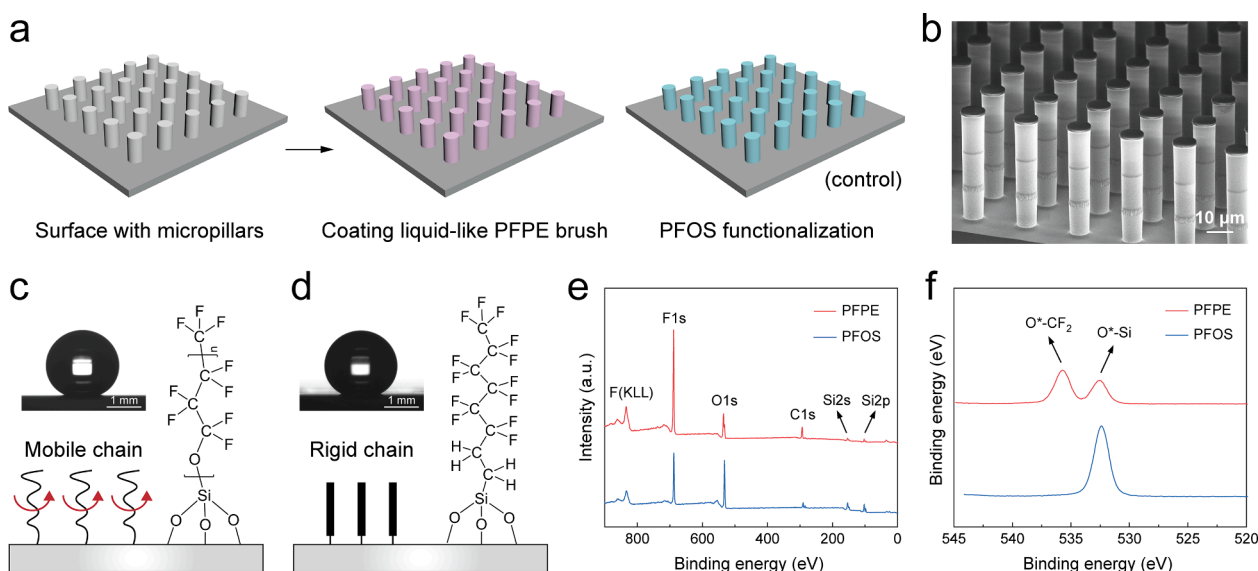 a
Surface with micropillars
Coating liquid-like PFPE brush
(control)
PFOS functionalization
b
10 μm
c
1 mm
Mobile chain
F
F
F
C
n
F
F
C
F
F
C
F
F
C
O
Si
O
O
O
d
1 mm
Rigid chain
F
F
F
C
F
F
C
F
F
C
F
F
C
F
F
C
F
F
C
H
H
C
H
H
C
Si
O
O
O
e
PFPE
PFOS
F1s
F(KLL)
O1s
C1s
Si2s
Si2p
Intensity (a.u.)
800 600 400 200 0
Binding energy (eV)
f
PFPE
PFOS
O*-CF2
O*-Si
Binding energy (eV)
545 540 535 530 525 520
Binding energy (eV)